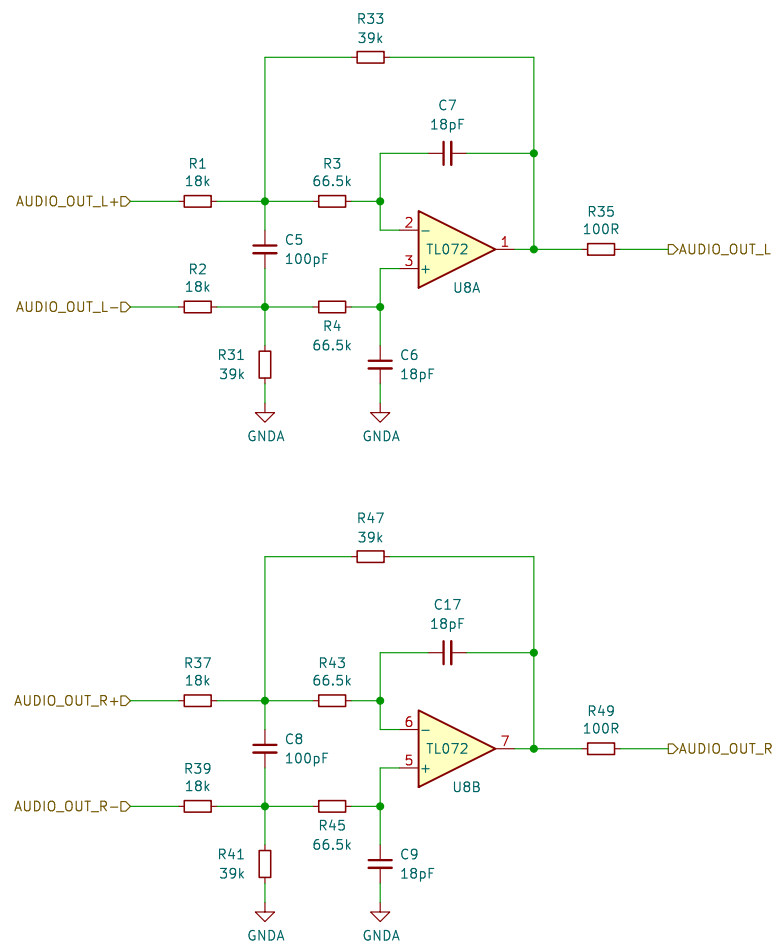 R33
39k
C7
18pF
R1
18k
R3
66.5k
AUDIO_OUT_L+
2
−
R35
100R
C5
100pF
TL072
1
AUDIO_OUT_L
R2
18k
3
+
U8A
AUDIO_OUT_L−
R4
66.5k
R31
39k
C6
18pF
GNDA
GNDA
R47
39k
C17
18pF
R37
18k
R43
66.5k
AUDIO_OUT_R+
6
−
R49
100R
C8
100pF
TL072
7
AUDIO_OUT_R
R39
18k
5
+
U8B
AUDIO_OUT_R−
R45
66.5k
R41
39k
C9
18pF
GNDA
GNDA